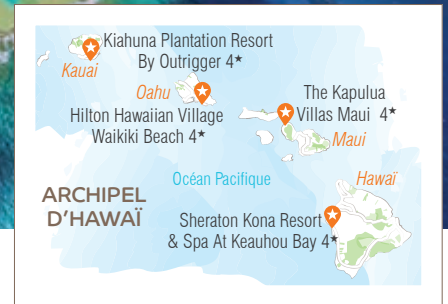 Kiahuna Plantation Resort
By Outrigger 4★
Kauai
Oahu
Hilton Hawaiian Village
Waikiki Beach 4★
The Kapulua
Villas Maui 4★
Maui
Océan Pacifique
Hawaï
ARCHIPEL
D'HAWAÏ
Sheraton Kona Resort
& Spa At Keauhou Bay 4★